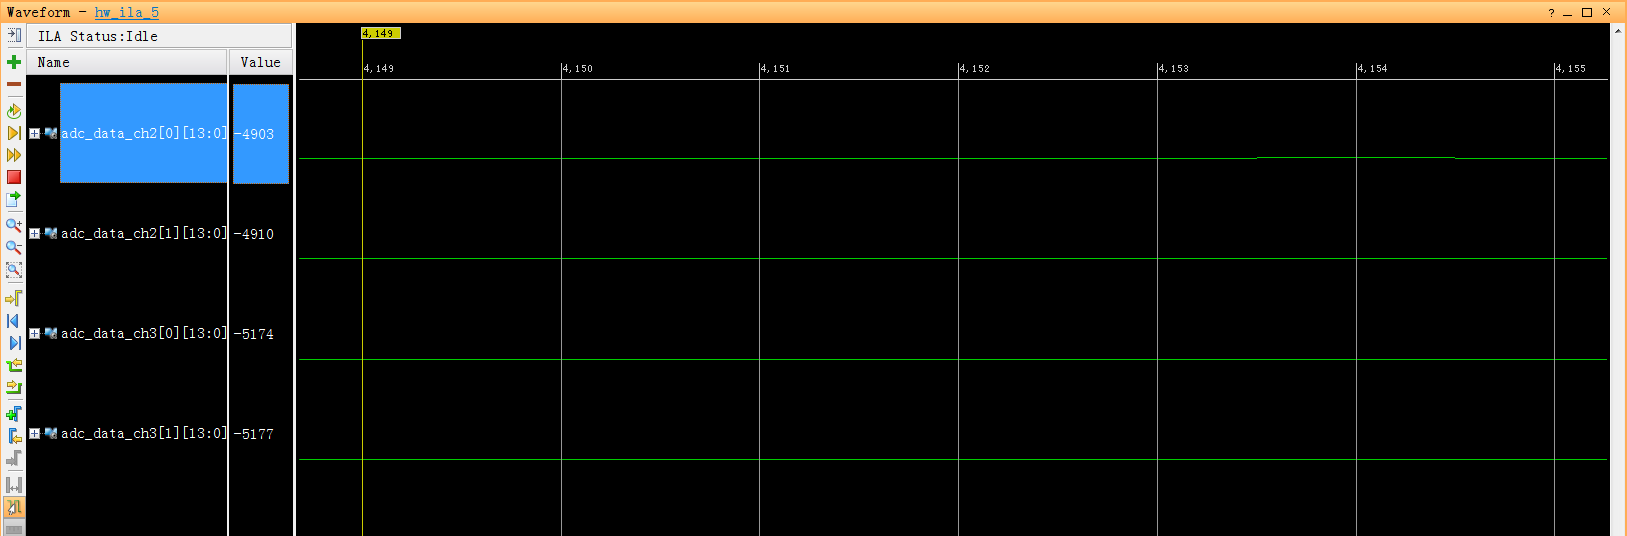 Waveform - hw_ila_5
?
ILA Status:Idle
Name Value
4,149
4,149 4,150 4,151 4,152 4,153 4,154 4,155
adc_data_ch2[0][13:0] -4903
adc_data_ch2[1][13:0] -4910
adc_data_ch3[0][13:0] -5174
adc_data_ch3[1][13:0] -5177